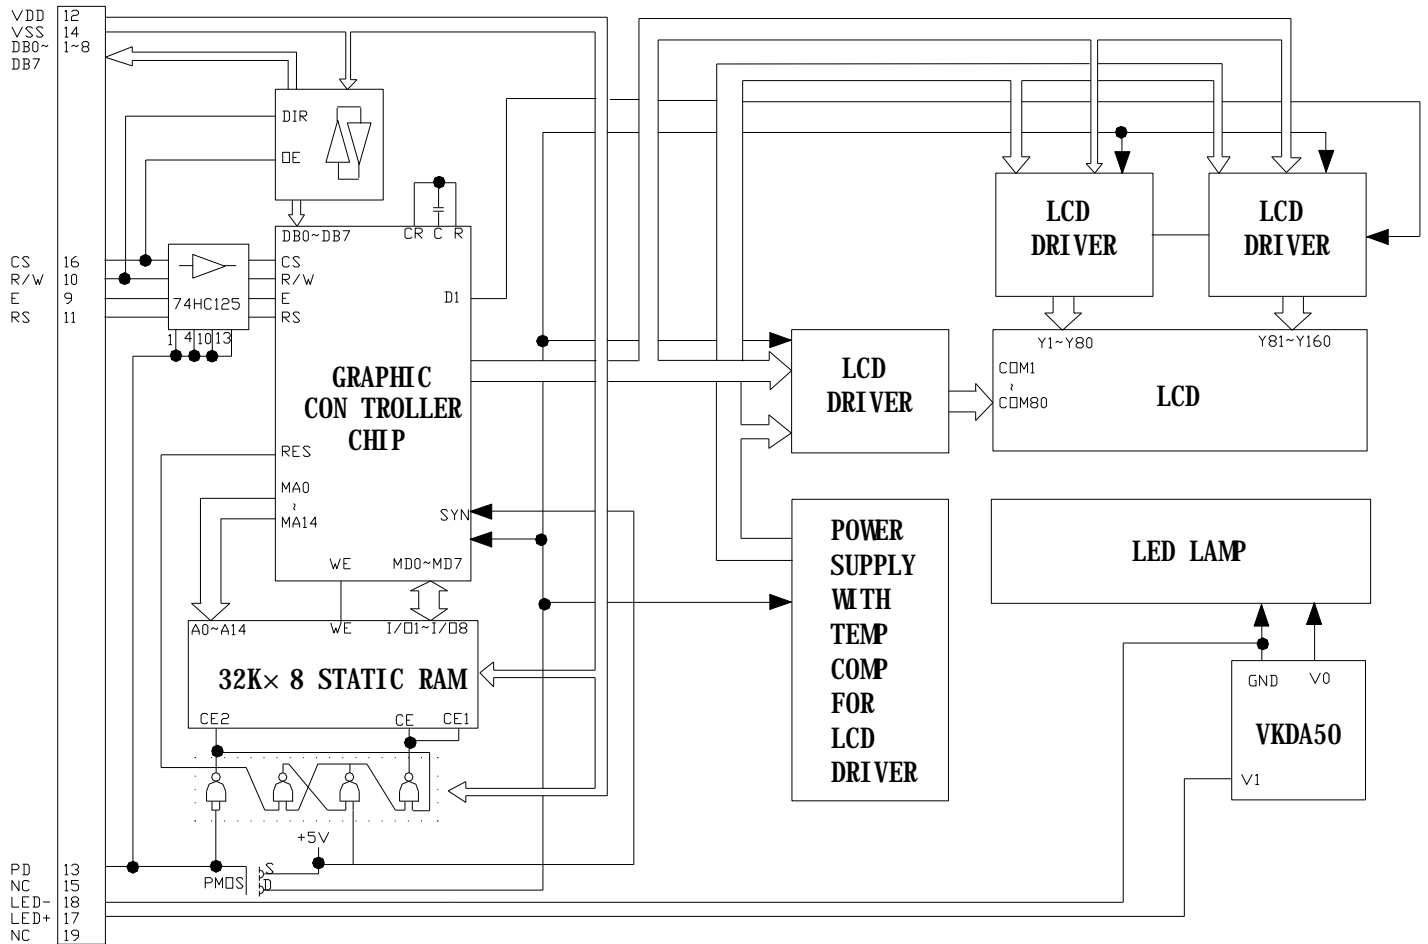 VDD 12
VSS 14
DB0~ 1~8
DB7
DIR
OE
CR C R
DB0~DB7
CS 16
R/W 10
E 9
RS 11
74HC125
1 4 10 13
CS
R/W
E
RS
D1
GRAPHIC
CON TROLLER
CHIP
RES
MA0
~
MA14
SYN
WE MD0~MD7
A0~A14 WE I/O1~I/O8
32K× 8 STATIC RAM
CE2 CE CE1
+5V
PMOS S
D
PD 13
NC 15
LED- 18
LED+ 17
NC 19
LCD
DRIVER
LCD
DRIVER
LCD
DRIVER
Y1~Y80 Y81~Y160
COM1
~
COM80
LCD
POWER
SUPPLY
WITH
TEMP
COMP
FOR
LCD
DRIVER
LED LAMP
GND V0
VKDA50
V1